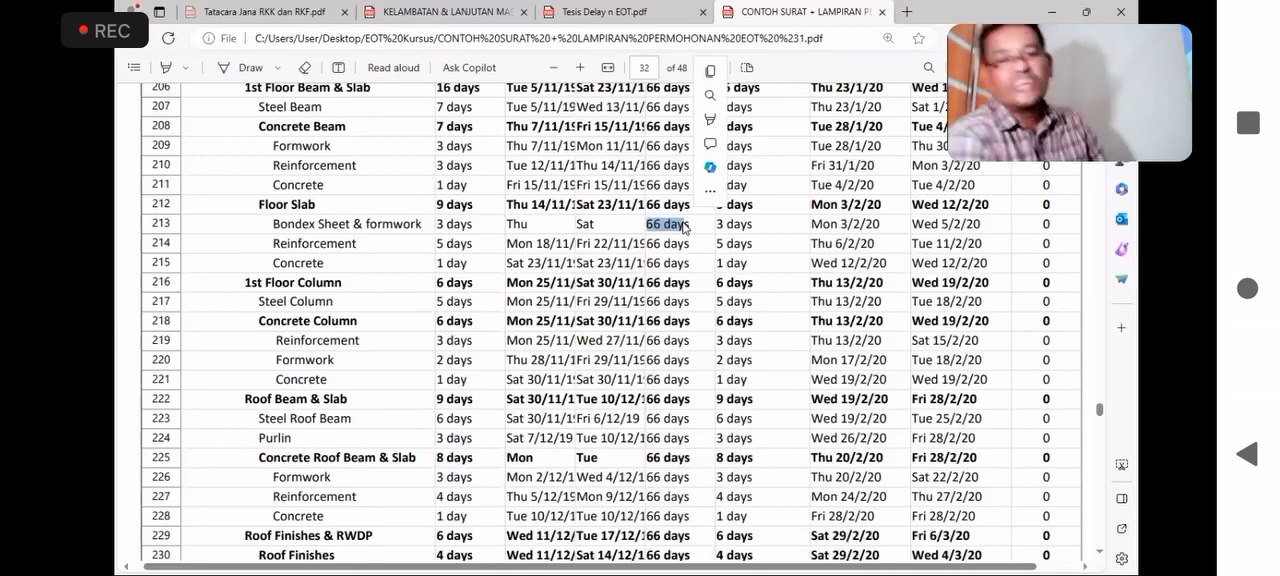 REC
Tatacara Jana RKK dan RKF.pdf
KELAMBATAN & LANJUTAN MAS
Tesis Delay n EOT.pdf
CONTOH SURAT + LAMPIRAN P
File C:/Users/User/Desktop/EOT%20Kursus/CONTOH%20SURAT%20+%20LAMPIRAN%20PERMOHONAN%20EOT%20%231.pdf
Draw Read aloud Ask Copilot 32 of 48
206 1st Floor Beam & Slab 16 days Tue 5/11/1 Sat 23/11/1 66 days days Thu 23/1/20 Wed
207 Steel Beam 7 days Tue 5/11/19 Wed 13/11/ 66 days Thu 23/1/20 Sat 1/
208 Concrete Beam 7 days Thu 7/11/19 Fri 15/11/19 66 days Tue 28/1/20 Tue 4/
209 Formwork 3 days Thu 7/11/19 Mon 11/11/ 66 days days Tue 28/1/20 Thu 30
210 Reinforcement 3 days Tue 12/11/1 Thu 14/11/1 66 days days Fri 31/1/20 Mon 3/2/20 0
211 Concrete 1 day Fri 15/11/19 Fri 15/11/19 66 days day Tue 4/2/20 Tue 4/2/20 0
212 Floor Slab 9 days Thu 14/11/1 Sat 23/11/1 66 days days Mon 3/2/20 Wed 12/2/20 0
213 Bondex Sheet & formwork 3 days Thu Sat 66 days 3 days Mon 3/2/20 Wed 5/2/20 0
214 Reinforcement 5 days Mon 18/11/ Fri 22/11/19 66 days 5 days Thu 6/2/20 Tue 11/2/20 0
215 Concrete 1 day Sat 23/11/19 Sat 23/11/19 66 days 1 day Wed 12/2/20 Wed 12/2/20 0
216 1st Floor Column 6 days Mon 25/11/ Sat 30/11/1 66 days 6 days Thu 13/2/20 Wed 19/2/20 0
217 Steel Column 5 days Mon 25/11/ Fri 29/11/19 66 days 5 days Thu 13/2/20 Tue 18/2/20 0
218 Concrete Column 6 days Mon 25/11/ Sat 30/11/1 66 days 6 days Thu 13/2/20 Wed 19/2/20 0
219 Reinforcement 3 days Mon 25/11/ Wed 27/11/ 66 days 3 days Thu 13/2/20 Sat 15/2/20 0
220 Formwork 2 days Thu 28/11/1 Fri 29/11/19 66 days 2 days Mon 17/2/20 Tue 18/2/20 0
221 Concrete 1 day Sat 30/11/19 Sat 30/11/19 66 days 1 day Wed 19/2/20 Wed 19/2/20 0
222 Roof Beam & Slab 9 days Sat 30/11/1 Tue 10/12/1 66 days 9 days Wed 19/2/20 Fri 28/2/20 0
223 Steel Roof Beam 6 days Sat 30/11/1 Fri 6/12/19 66 days 6 days Wed 19/2/20 Tue 25/2/20 0
224 Purlin 3 days Sat 7/12/19 Tue 10/12/1 66 days 3 days Wed 26/2/20 Fri 28/2/20 0
225 Concrete Roof Beam & Slab 8 days Mon Tue 66 days 8 days Thu 20/2/20 Fri 28/2/20 0
226 Formwork 3 days Mon 2/12/1 Wed 4/12/1 66 days 3 days Thu 20/2/20 Sat 22/2/20 0
227 Reinforcement 4 days Thu 5/12/19 Mon 9/12/1 66 days 4 days Mon 24/2/20 Thu 27/2/20 0
228 Concrete 1 day Tue 10/12/1 Tue 10/12/1 66 days 1 day Fri 28/2/20 Fri 28/2/20 0
229 Roof Finishes & RWDP 6 days Wed 11/12/ Tue 17/12/1 66 days 6 days Sat 29/2/20 Fri 6/3/20 0
230 Roof Finishes 4 days Wed 11/12/ Sat 14/12/1 66 days 4 days Sat 29/2/20 Wed 4/3/20 0